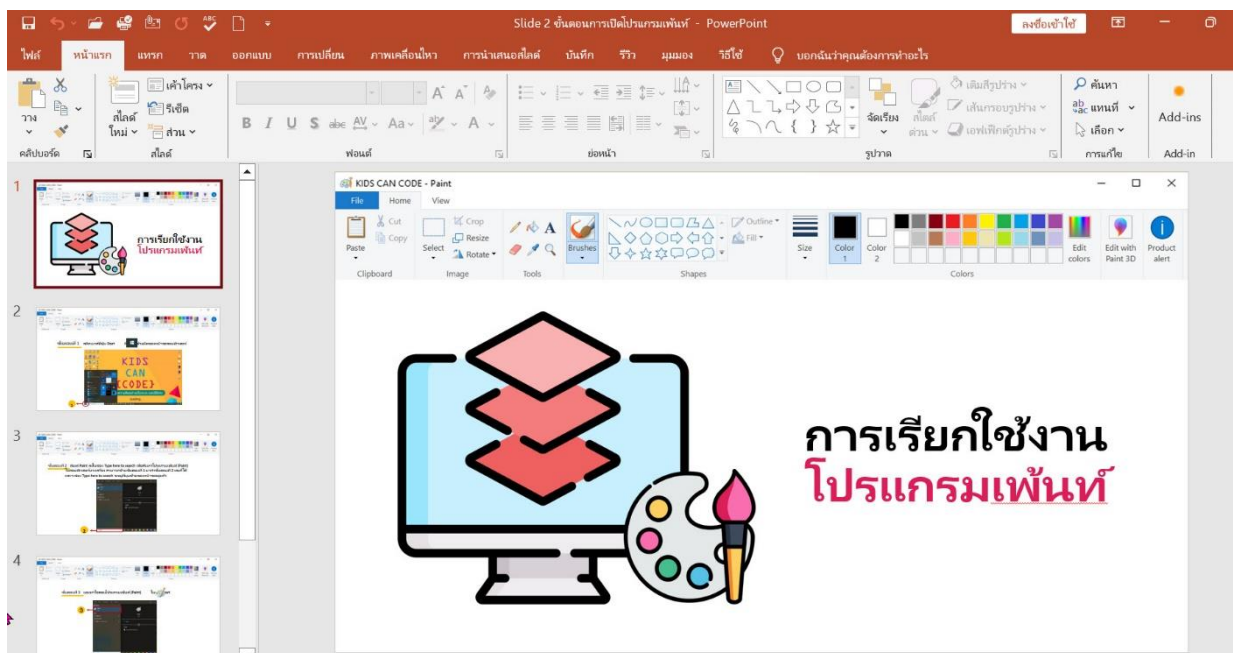 Slide 2 ขั้นตอนการเปิดโปรแกรมเพ้นท์ - PowerPoint
ลงชื่อเข้าใช้
ไฟล์ หน้าแรก แทรก วาด ออกแบบ การเปลี่ยน ภาพเคลื่อนไหว การนำเสนอสไลด์ บันทึก รีวิว มุมมอง วิธีใช้ บอกฉันว่าคุณต้องการทำอะไร
วาง
สไลด์ใหม่
เค้าโครง
รีเซ็ต
ส่วน
B I U S abc AV Aa A
จัดเรียง
สไตล์ด่วน
เติมสีรูปร่าง
เส้นกรอบรูปร่าง
เอฟเฟ็กต์รูปร่าง
ค้นหา
แทนที่
เลือก
Add-ins
คลิปบอร์ด สไลด์ ฟอนต์ ย่อหน้า รูปวาด การแก้ไข Add-in
1
การเรียกใช้งาน
โปรแกรมเพ้นท์
2
KIDS
CAN
{CODE}
3
4
KIDS CAN CODE - Paint
File Home View
Paste
Cut
Copy
Select
Crop
Resize
Rotate
A
Brushes
Outline
Fill
Size
Color 1
Color 2
Edit colors
Edit with Paint 3D
Product alert
Clipboard Image Tools Shapes Colors
การเรียกใช้งาน
โปรแกรมเพ้นท์